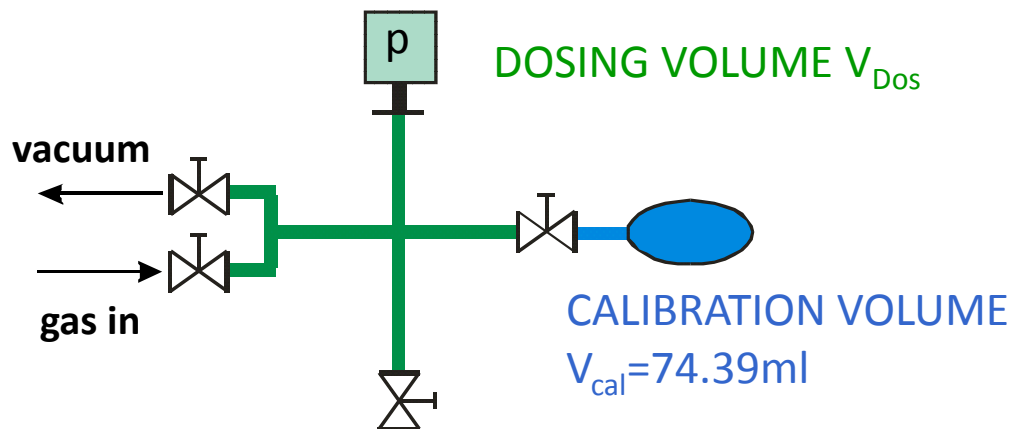 p
DOSING VOLUME VDos
vacuum
gas in
CALIBRATION VOLUME
Vcal=74.39ml